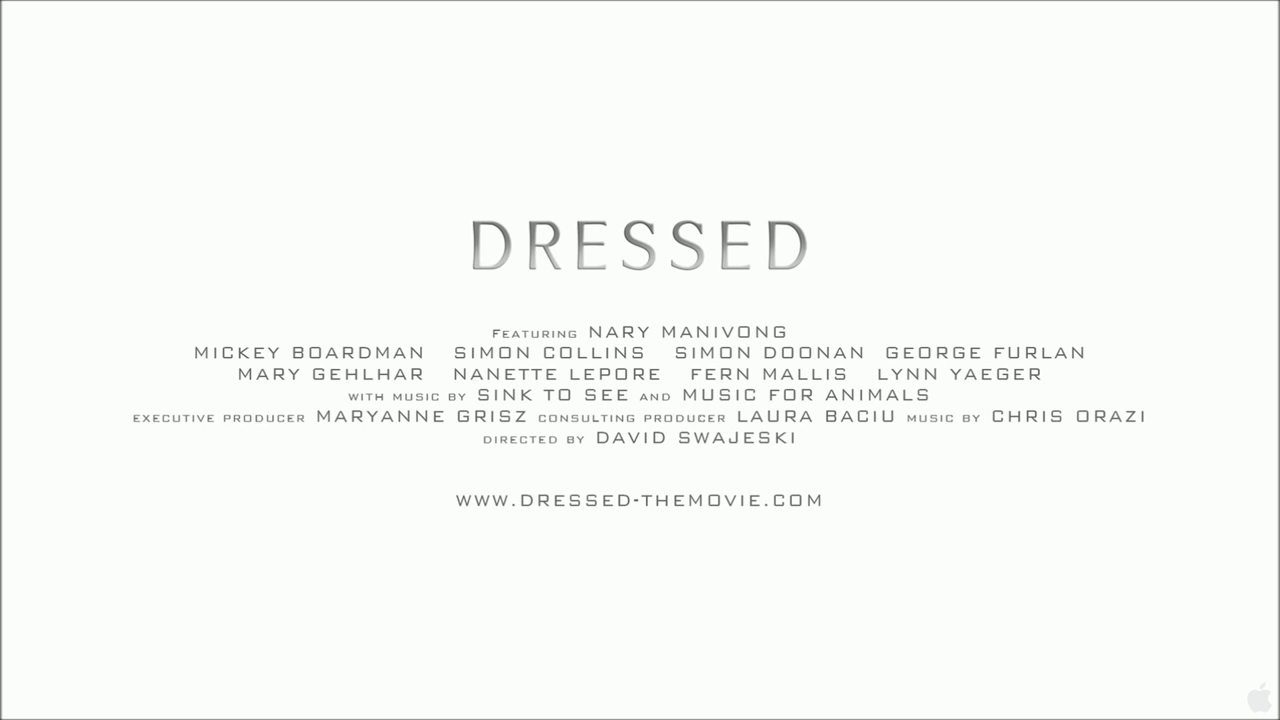 DRESSED
FEATURING NARY MANIVONG
MICKEY BOARDMAN SIMON COLLINS SIMON DOONAN GEORGE FURLAN
MARY GEHLHAR NANETTE LEPORE FERN MALLIS LYNN YAEGER
WITH MUSIC BY SINK TO SEE AND MUSIC FOR ANIMALS
EXECUTIVE PRODUCER MARYANNE GRISZ CONSULTING PRODUCER LAURA BACIU MUSIC BY CHRIS ORAZI
DIRECTED BY DAVID SWAJESKI
WWW.DRESSED-THEMOVIE.COM